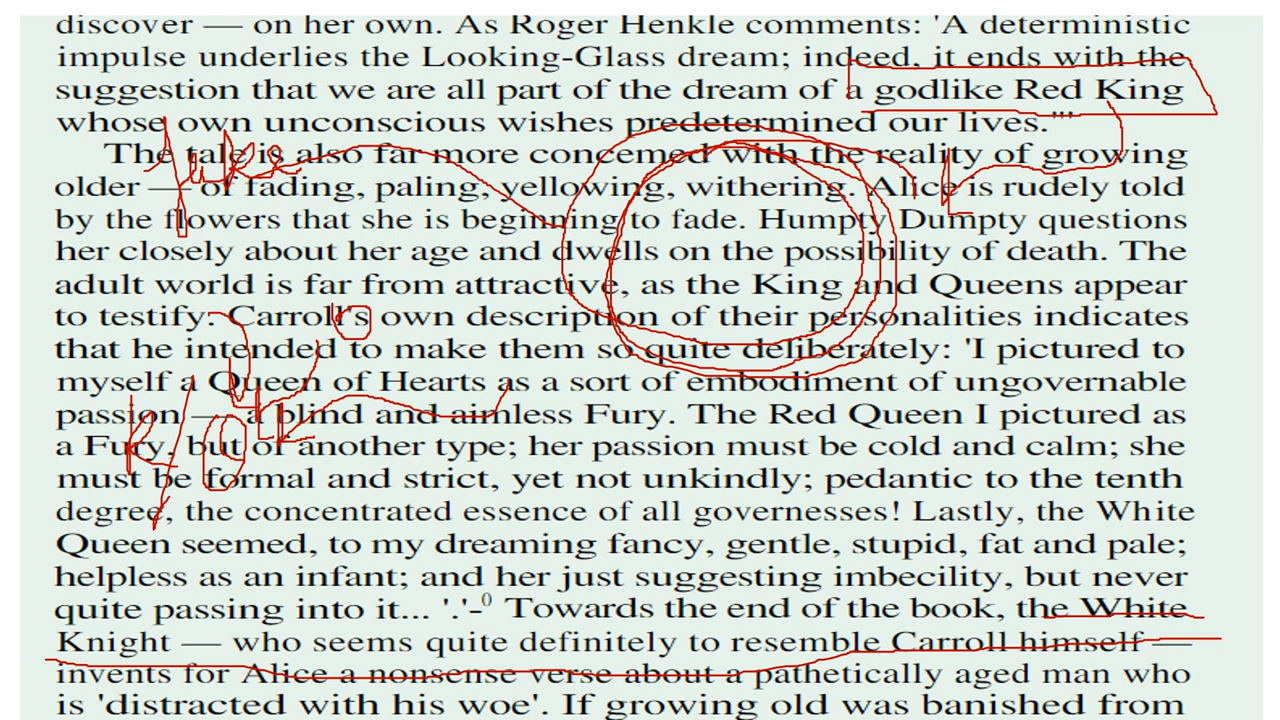 discover — on her own. As Roger Henkle comments: 'A deterministic
impulse underlies the Looking-Glass dream; indeed, it ends with the
suggestion that we are all part of the dream of a godlike Red King
whose own unconscious wishes predetermined our lives.'"
The tale is also far more concemed with the reality of growing
older — of fading, paling, yellowing, withering. Alice is rudely told
by the flowers that she is beginning to fade. Humpty Dumpty questions
her closely about her age and dwells on the possibility of death. The
adult world is far from attractive, as the King and Queens appear
to testify: Carroll's own description of their personalities indicates
that he intended to make them so quite deliberately: 'I pictured to
myself a Queen of Hearts as a sort of embodiment of ungovernable
passion — a blind and aimless Fury. The Red Queen I pictured as
a Fury, but of another type; her passion must be cold and calm; she
must be formal and strict, yet not unkindly; pedantic to the tenth
degree, the concentrated essence of all governesses! Lastly, the White
Queen seemed, to my dreaming fancy, gentle, stupid, fat and pale;
helpless as an infant; and her just suggesting imbecility, but never
quite passing into it... '.'-⁰ Towards the end of the book, the White
Knight — who seems quite definitely to resemble Carroll himself —
invents for Alice a nonsense verse about a pathetically aged man who
is 'distracted with his woe'. If growing old was banished from